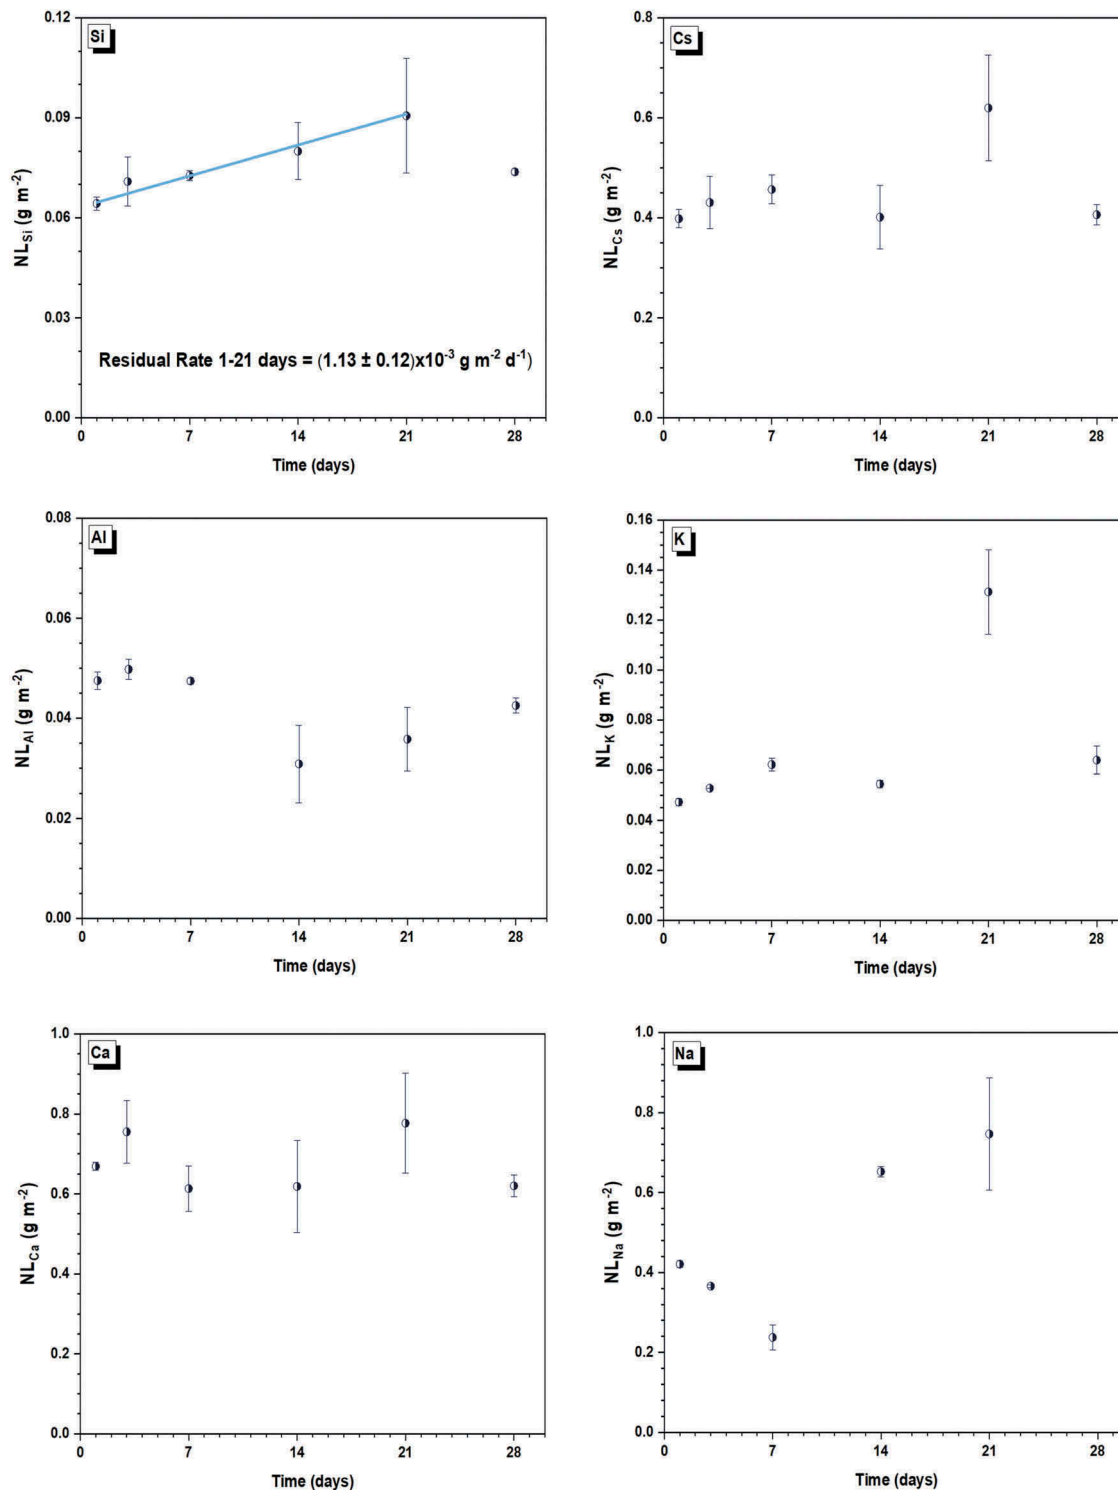 Si
0.12
0.09
0.06
0.03
0.00
NL_Si (g m⁻²)
Residual Rate 1-21 days = (1.13 ± 0.12)x10⁻³ g m⁻² d⁻¹)
0 7 14 21 28
Time (days)
Cs
0.8
0.6
0.4
0.2
0.0
NL_Cs (g m⁻²)
0 7 14 21 28
Time (days)
Al
0.08
0.06
0.04
0.02
0.00
NL_Al (g m⁻²)
0 7 14 21 28
Time (days)
K
0.16
0.14
0.12
0.10
0.08
0.06
0.04
0.02
0.00
NL_K (g m⁻²)
0 7 14 21 28
Time (days)
Ca
1.0
0.8
0.6
0.4
0.2
0.0
NL_Ca (g m⁻²)
0 7 14 21 28
Time (days)
Na
1.0
0.8
0.6
0.4
0.2
0.0
NL_Na (g m⁻²)
0 7 14 21 28
Time (days)